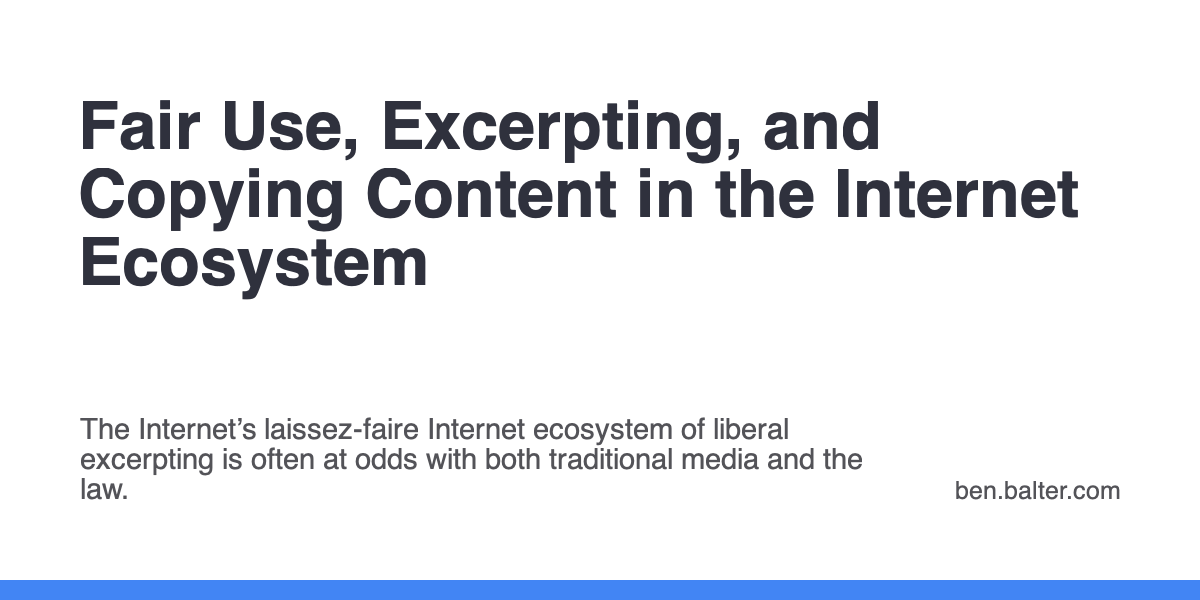 Fair Use, Excerpting, and
Copying Content in the Internet
Ecosystem
The Internet’s laissez-faire Internet ecosystem of liberal
excerpting is often at odds with both traditional media and the
law.
ben.balter.com